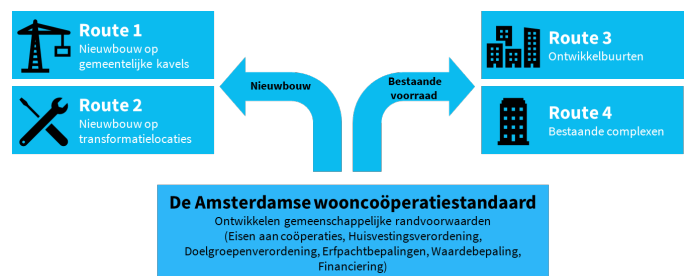 Route 1
Nieuwbouw op
gemeentelijke kavels
Route 2
Nieuwbouw op
transformatielocaties
Nieuwbouw
Bestaande
voorraad
Route 3
Ontwikkelbuurten
Route 4
Bestaande complexen
De Amsterdamse wooncoöperatiestandaard
Ontwikkelen gemeenschappelijke randvoorwaarden
(Eisen aan coöperaties, Huisvestingsverordening,
Doelgroepenverordening, Erfpachtbepalingen, Waardebepaling,
Financiering)